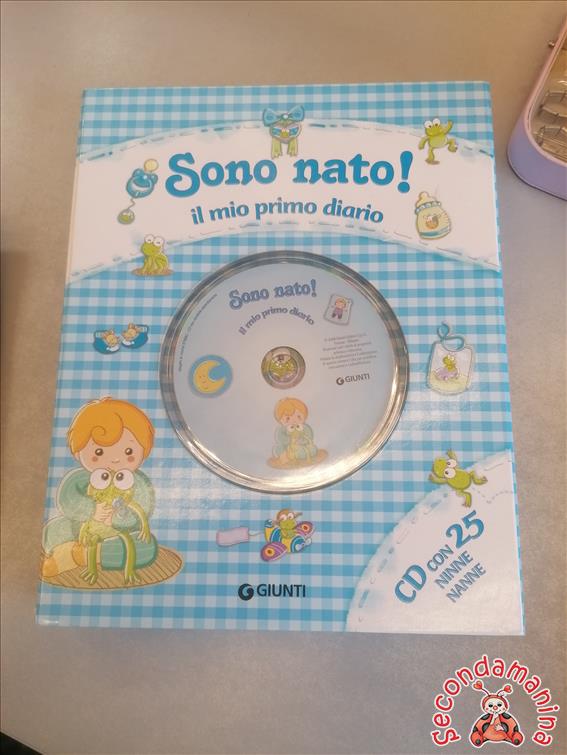 Sono nato!
il mio primo diario
Sono nato!
il mio primo diario
GIUNTI
GIUNTI
CD CON 25
NINNE
NANNE
Secondamanina